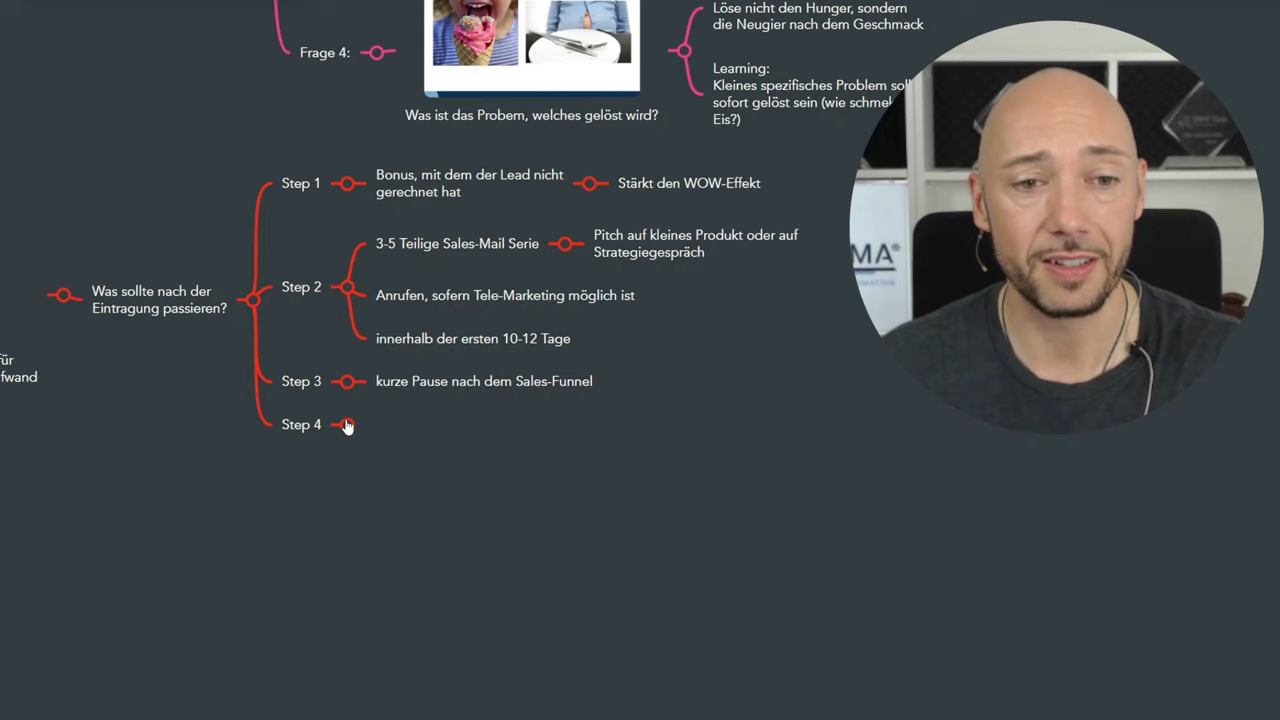 Löse nicht den Hunger, sondern
die Neugier nach dem Geschmack
Frage 4:
Learning:
Kleines spezifisches Problem soll
sofort gelöst sein (wie
Eis?)
Was ist das Probem, welches gelöst wird?
Step 1
Bonus, mit dem der Lead nicht
gerechnet hat
Stärkt den WOW-Effekt
3-5 Teilige Sales-Mail Serie
Pitch auf kleines Produkt oder auf
Strategiegespräch
Step 2
Anrufen, sofern Tele-Marketing möglich ist
innerhalb der ersten 10-12 Tage
Was sollte nach der
Eintragung passieren?
Step 3
kurze Pause nach dem Sales-Funnel
Step 4
für
MA®